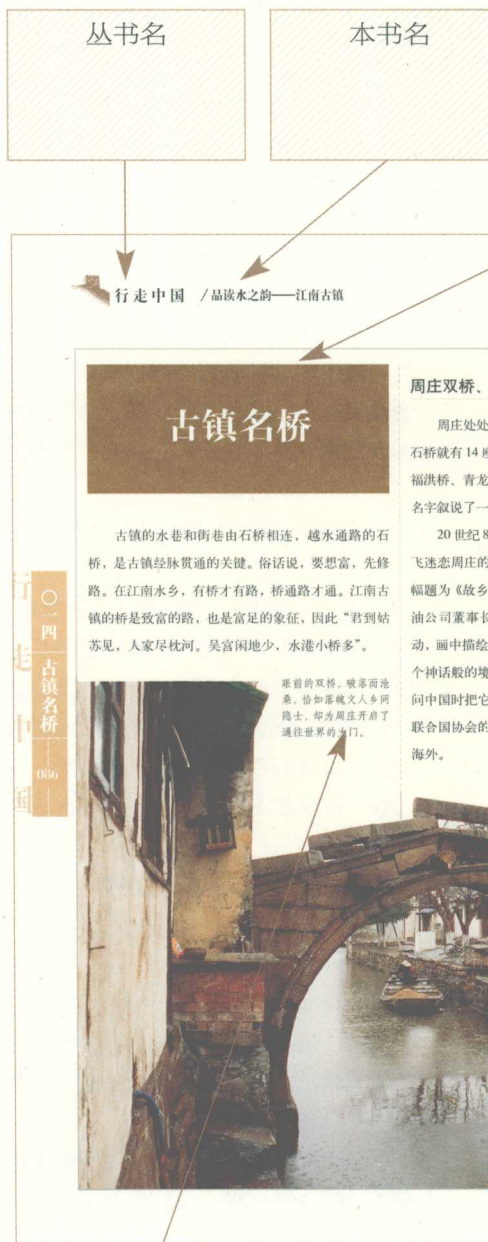 丛书名
本书名
行走中国 /品读水之韵——江南古镇
古镇名桥
古镇的水巷和街巷由石桥相连，越水通路的石
桥，是古镇经脉贯通的关键。俗话说，要想富，先修
路。在江南水乡，有桥才有路，桥通路才通。江南古
镇的桥是致富的路，也是富足的象征，因此“君到姑
苏见，人家尽枕河。吴宫闲地少，水港小桥多”。
眼前的双桥，破落而沧
桑，恰如落魄文人乡间
隐士，却为周庄开启了
通往世界的大门。
周庄双桥、
周庄处处
石桥就有14座
福洪桥、青龙
名字叙说了一
20世纪8
飞迷恋周庄的
幅题为《故乡
油公司董事长
动，画中描绘
个神话般的境
问中国时把它
联合国协会的
海外。
行走中国
〇一四
古镇名桥
086